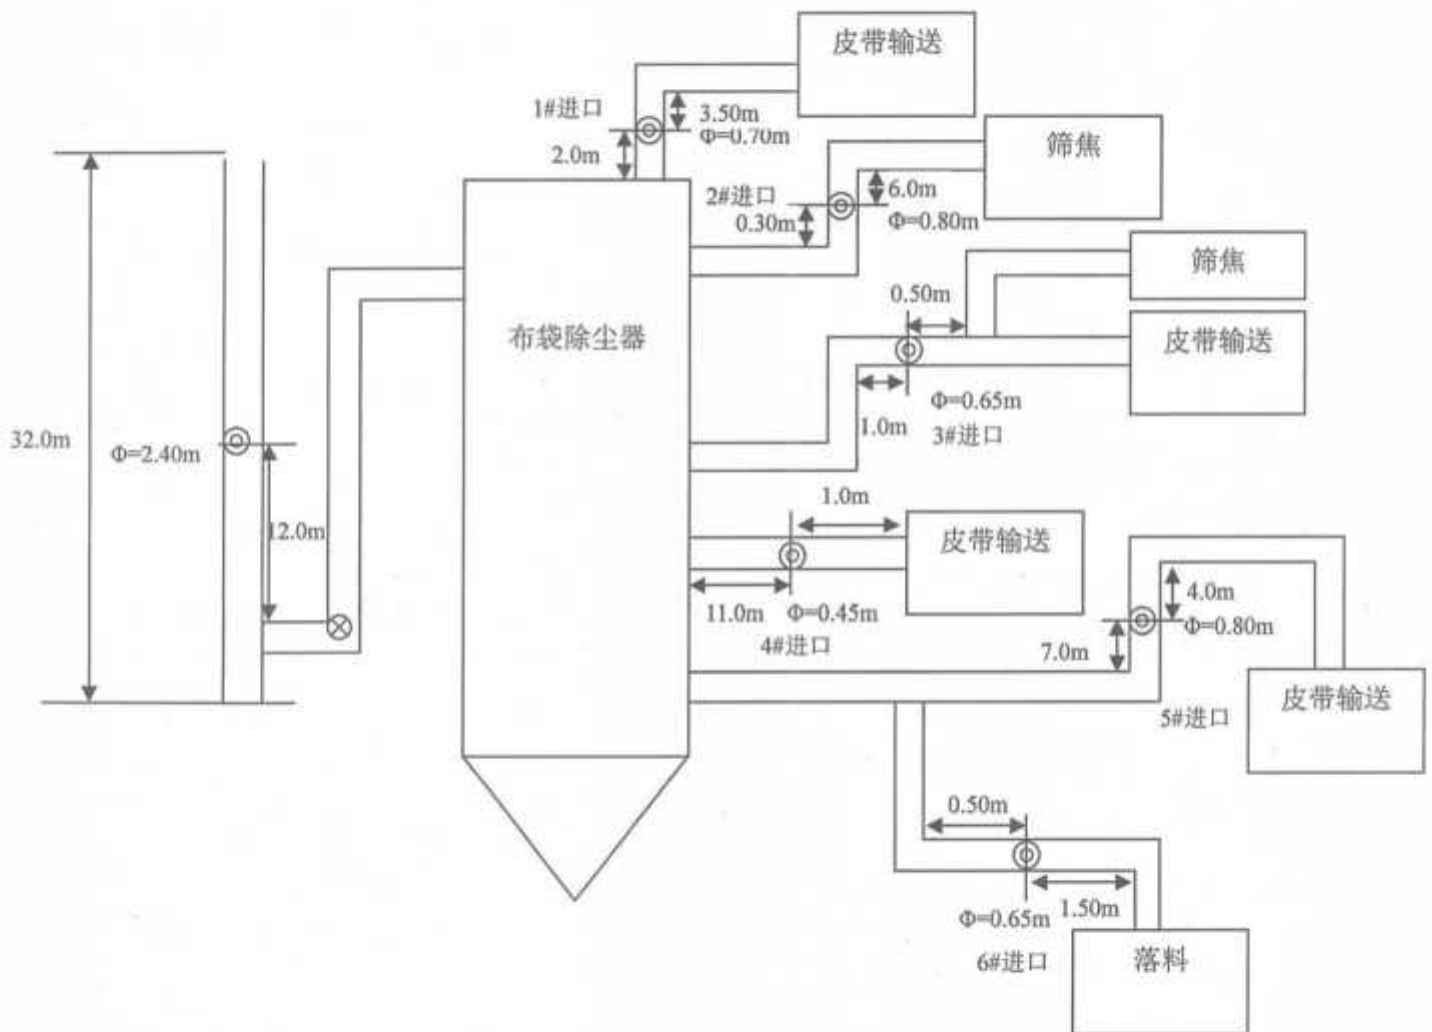 皮带输送
1#进口
3.50m
Φ=0.70m
2.0m
筛焦
2#进口
6.0m
0.30m
Φ=0.80m
筛焦
0.50m
布袋除尘器
皮带输送
Φ=0.65m
1.0m
3#进口
32.0m
Φ=2.40m
12.0m
1.0m
皮带输送
11.0m
Φ=0.45m
4#进口
4.0m
Φ=0.80m
7.0m
皮带输送
5#进口
0.50m
1.50m
Φ=0.65m
6#进口
落料